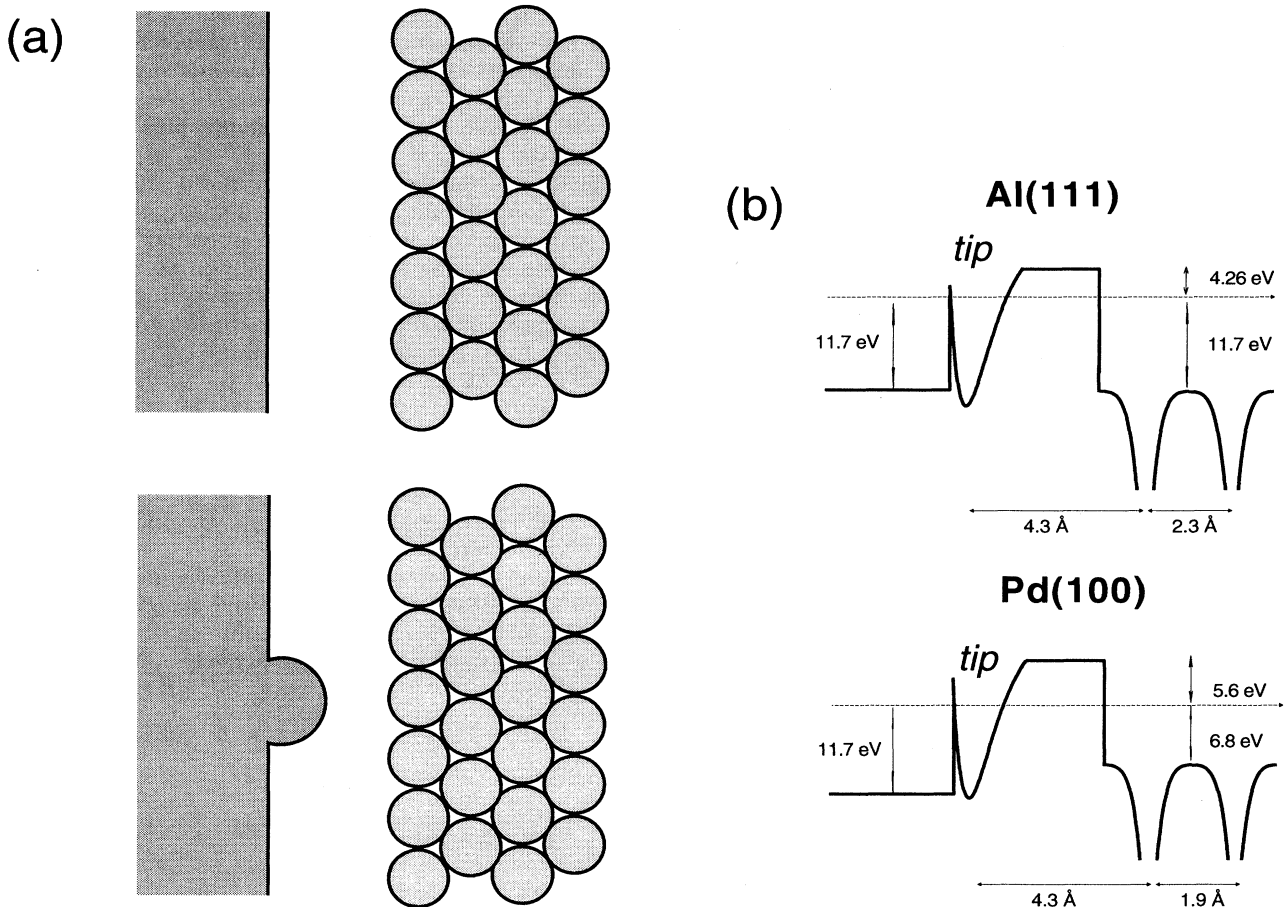 (a)
(b)
Al(111)
tip
4.26 eV
11.7 eV
11.7 eV
4.3 Å
2.3 Å
Pd(100)
tip
5.6 eV
11.7 eV
6.8 eV
4.3 Å
1.9 Å